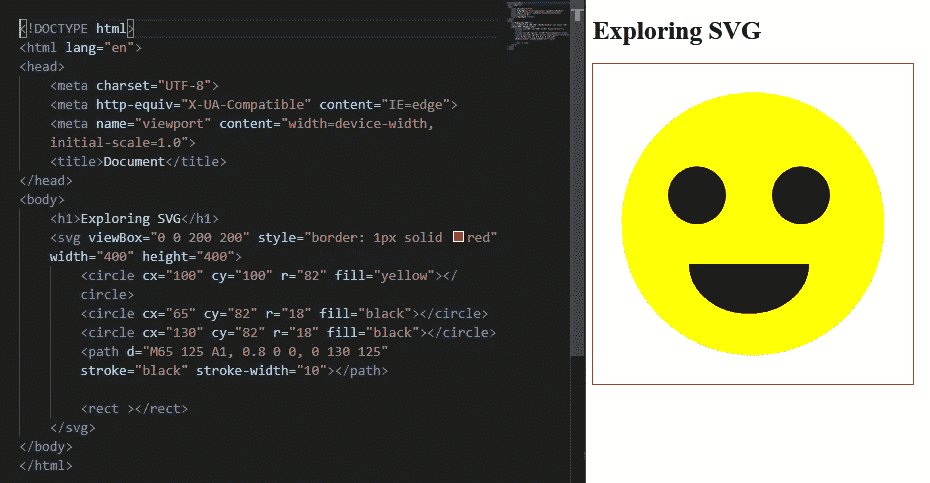 <!DOCTYPE html>
<html lang="en">
<head>
<meta charset="UTF-8">
<meta http-equiv="X-UA-Compatible" content="IE=edge">
<meta name="viewport" content="width=device-width,
initial-scale=1.0">
<title>Document</title>
</head>
<body>
<h1>Exploring SVG</h1>
<svg viewBox="0 0 200 200" style="border: 1px solid red"
width="400" height="400">
<circle cx="100" cy="100" r="82" fill="yellow"></
circle>
<circle cx="65" cy="82" r="18" fill="black"></circle>
<circle cx="130" cy="82" r="18" fill="black"></circle>
<path d="M65 125 A1, 0.8 0 0, 0 130 125"
stroke="black" stroke-width="10"></path>
<rect ></rect>
</svg>
</body>
</html>
Exploring SVG